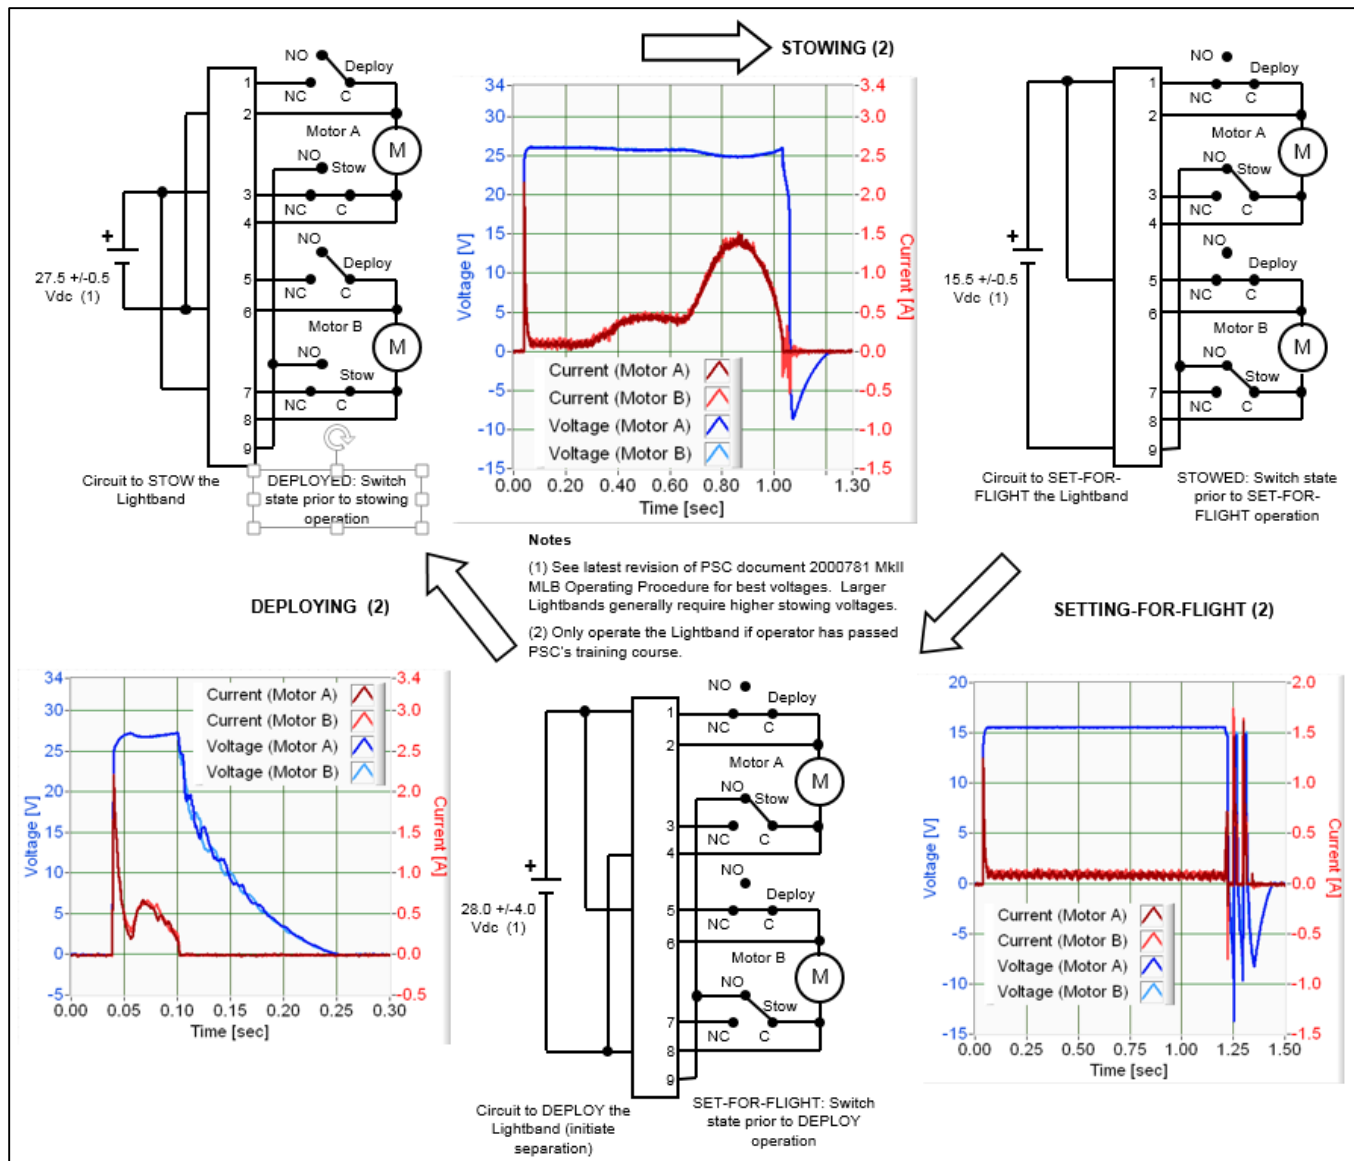 STOWING (2)
NO
Deploy
1
NC
C
2
Motor A
M
NO
Stow
3
NC
C
4
NO
Deploy
5
NC
C
6
Motor B
M
NO
Stow
7
NC
C
8
9
+
27.5 +/-0.5
Vdc (1)
Circuit to STOW the
Lightband
DEPLOYED: Switch
state prior to stowing
operation
34
30
25
20
15
10
5
0
-5
-10
-15
Voltage [V]
3.4
3.0
2.5
2.0
1.5
1.0
0.5
0.0
-0.5
-1.0
-1.5
Current [A]
Current (Motor A)
Current (Motor B)
Voltage (Motor A)
Voltage (Motor B)
0.00 0.20 0.40 0.60 0.80 1.00 1.30
Time [sec]
NO
Deploy
1
NC
C
2
Motor A
M
NO
Stow
3
NC
C
4
NO
Deploy
5
NC
C
6
Motor B
M
NO
Stow
7
NC
C
8
9
+
15.5 +/-0.5
Vdc (1)
Circuit to SET-FOR-
FLIGHT the Lightband
STOWED: Switch state
prior to SET-FOR-
FLIGHT operation
Notes
(1) See latest revision of PSC document 2000781 MkII
MLB Operating Procedure for best voltages. Larger
Lightbands generally require higher stowing voltages.
(2) Only operate the Lightband if operator has passed
PSC's training course.
DEPLOYING (2)
SETTING-FOR-FLIGHT (2)
34
30
25
20
15
10
5
0
-5
Voltage [V]
3.4
3.0
2.5
2.0
1.5
1.0
0.5
0.0
-0.5
Current [A]
Current (Motor A)
Current (Motor B)
Voltage (Motor A)
Voltage (Motor B)
0.00 0.05 0.10 0.15 0.20 0.25 0.30
Time [sec]
NO
Deploy
1
NC
C
2
Motor A
M
NO
Stow
3
NC
C
4
NO
Deploy
5
NC
C
6
Motor B
M
NO
Stow
7
NC
C
8
9
+
28.0 +/-4.0
Vdc (1)
Circuit to DEPLOY the
Lightband (initiate
separation)
SET-FOR-FLIGHT: Switch
state prior to DEPLOY
operation
20
15
10
5
0
-5
-10
-15
Voltage [V]
2.0
1.5
1.0
0.5
0.0
-0.5
-1.0
-1.5
Current [A]
Current (Motor A)
Current (Motor B)
Voltage (Motor A)
Voltage (Motor B)
0.00 0.25 0.50 0.75 1.00 1.25 1.50
Time [sec]